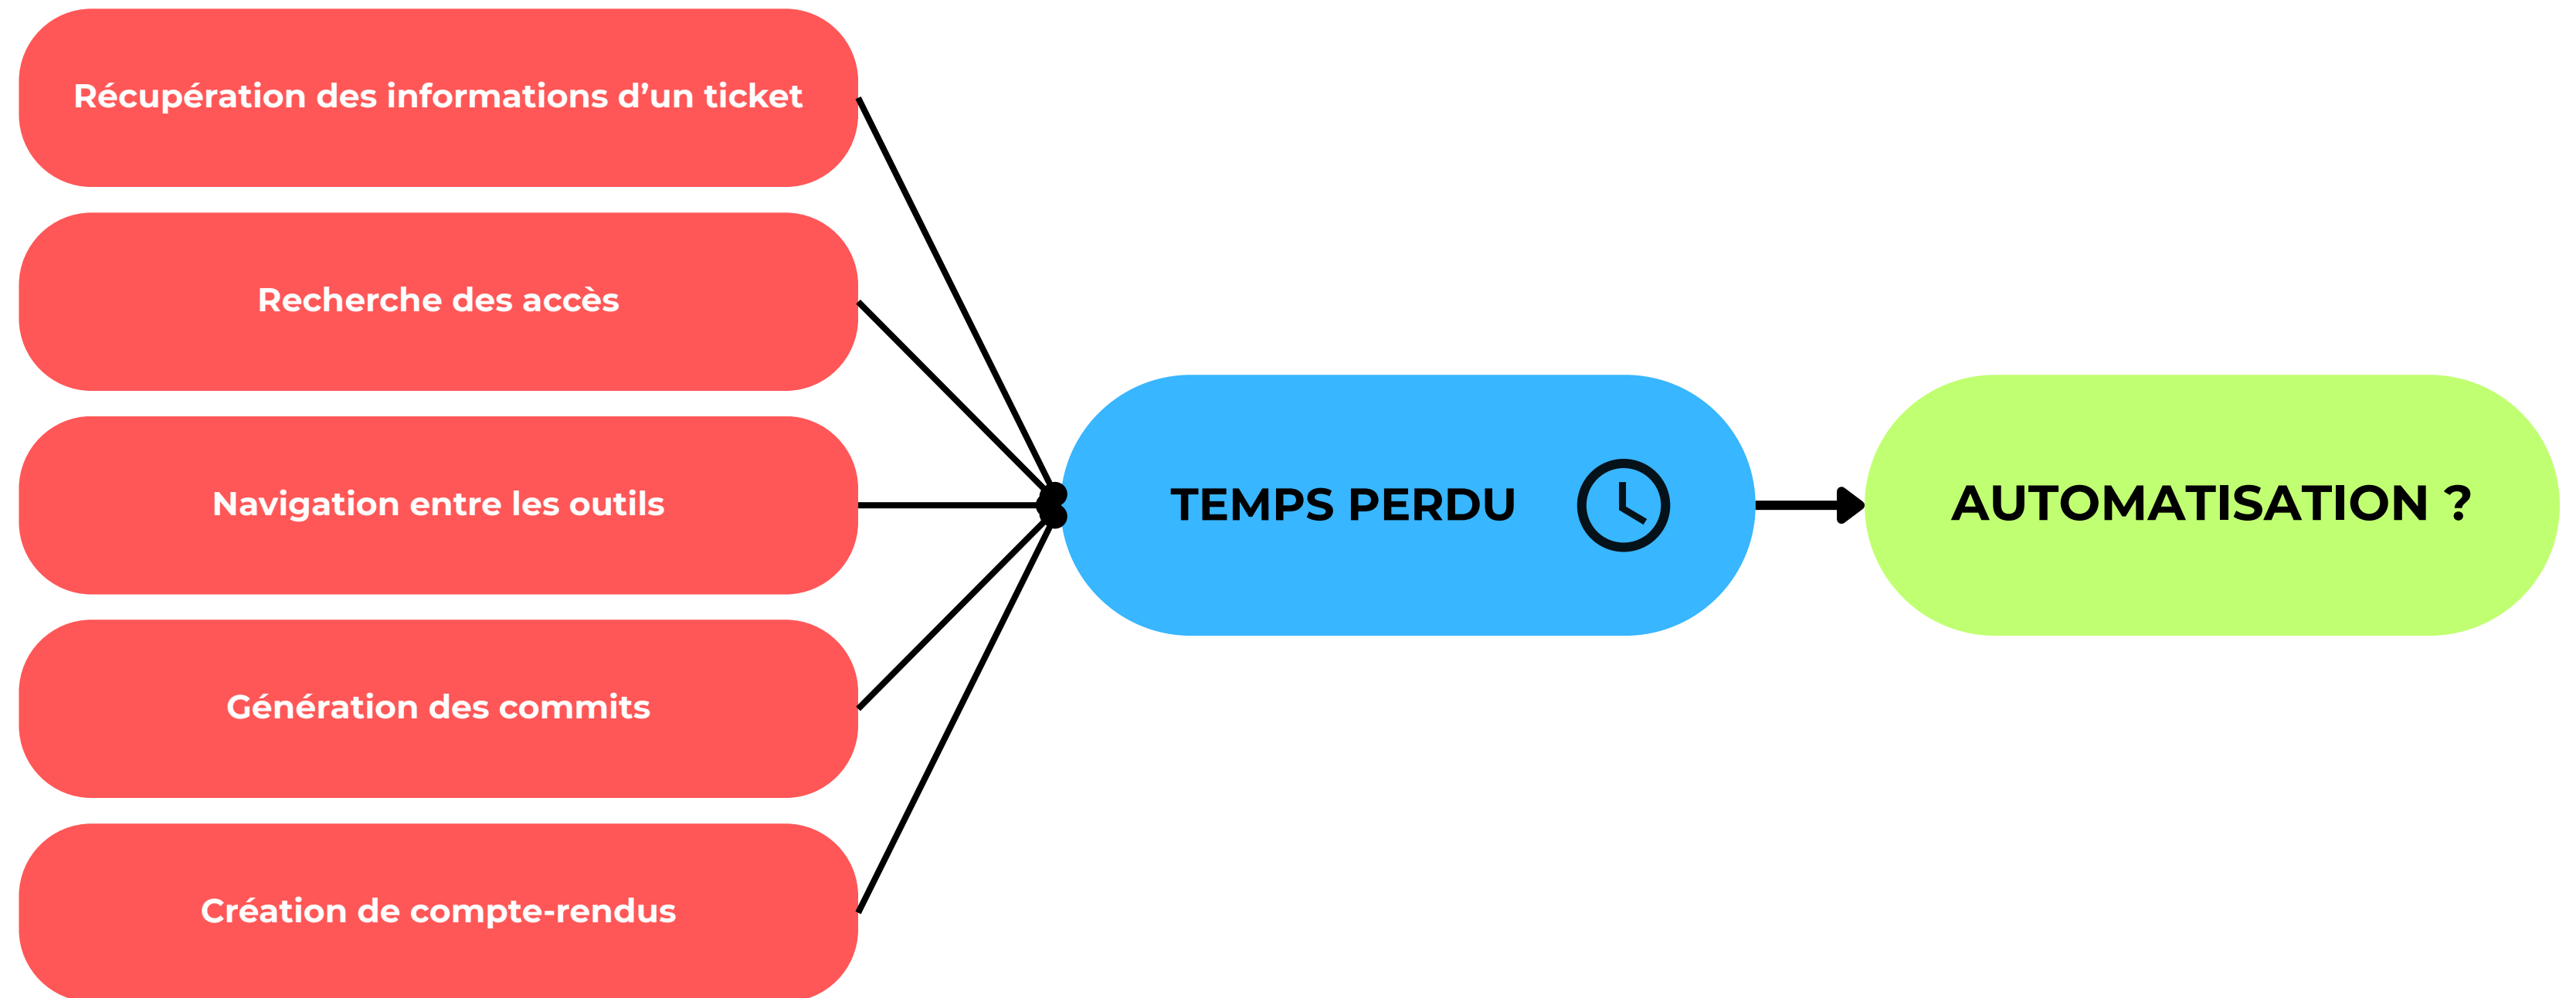 Récupération des informations d’un ticket
Recherche des accès
Navigation entre les outils
Génération des commits
Création de compte-rendus
TEMPS PERDU
AUTOMATISATION ?